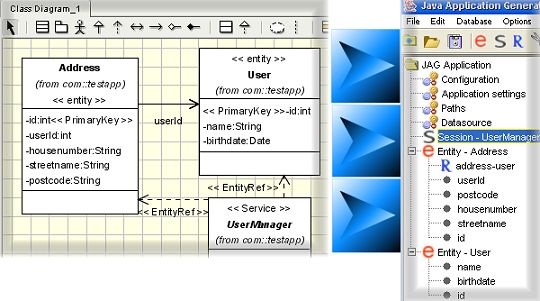 Class Diagram_1
Address
(from com::testapp)
<< entity >>
-id:int<< PrimaryKey >>
-userId:int
-housenumber:String
-streetname:String
-postcode:String
userId
<< entity >>
User
(from com::testapp)
<< PrimaryKey >>-id:int
-name:String
-birthdate:Date
<< EntityRef >>
<< EntityRef >>
<< Service >>
UserManager
(from com::testapp)
Java Application Genera
File Edit Database Options
JAG Application
Configuration
Application settings
Paths
Datasource
Session - UserManager
Entity - Address
address-user
userId
postcode
housenumber
streetname
id
Entity - User
name
birthdate
id